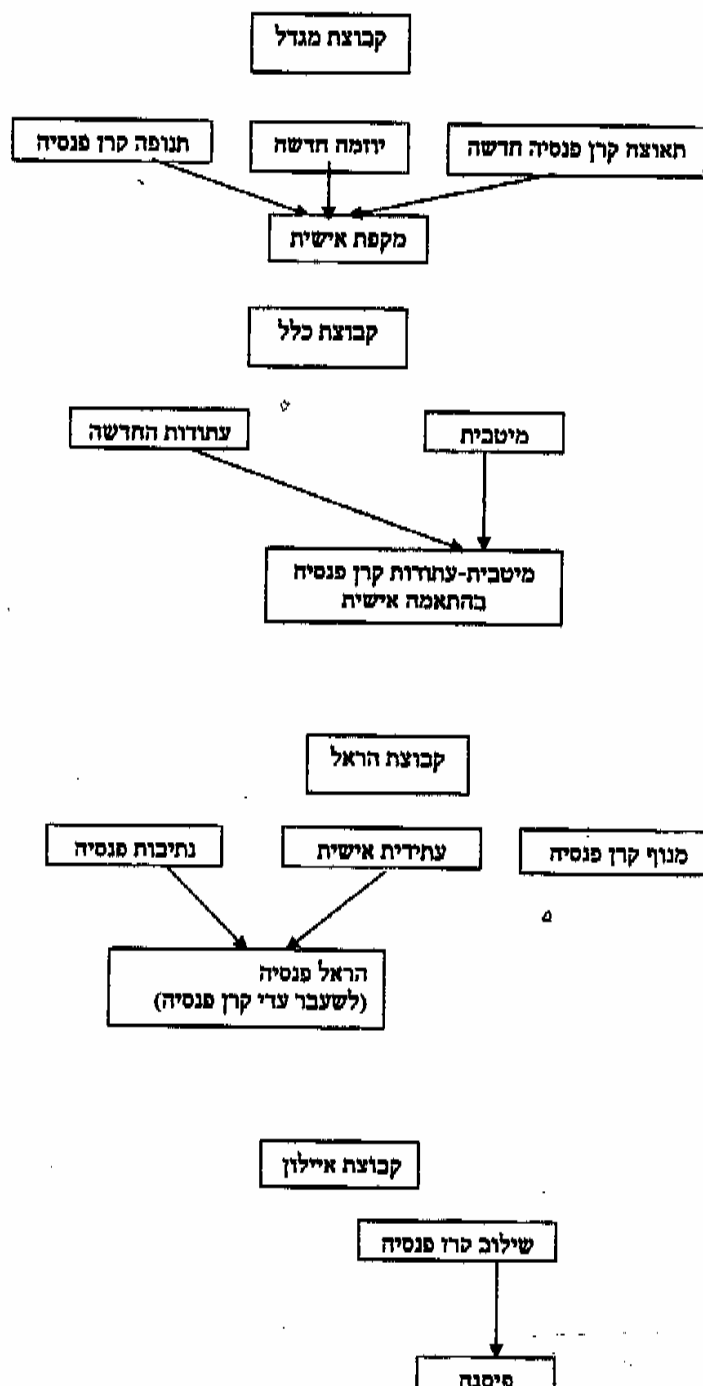 קבוצת מגדל
תאוצה קרן פנסיה חדשה
יוזמה חדשה
תנופה קרן פנסיה
מקפת אישית
קבוצת כלל
מיטבית
עתודות החדשה
מיטבית-עתודות קרן פנסיה
בהתאמה אישית
קבוצת הראל
מנוף קרן פנסיה
עתידית אישית
נתיבות פנסיה
הראל פנסיה
(לשעבר עדי קרן פנסיה)
קבוצת איילון
שילוב קרן פנסיה
פיסגה